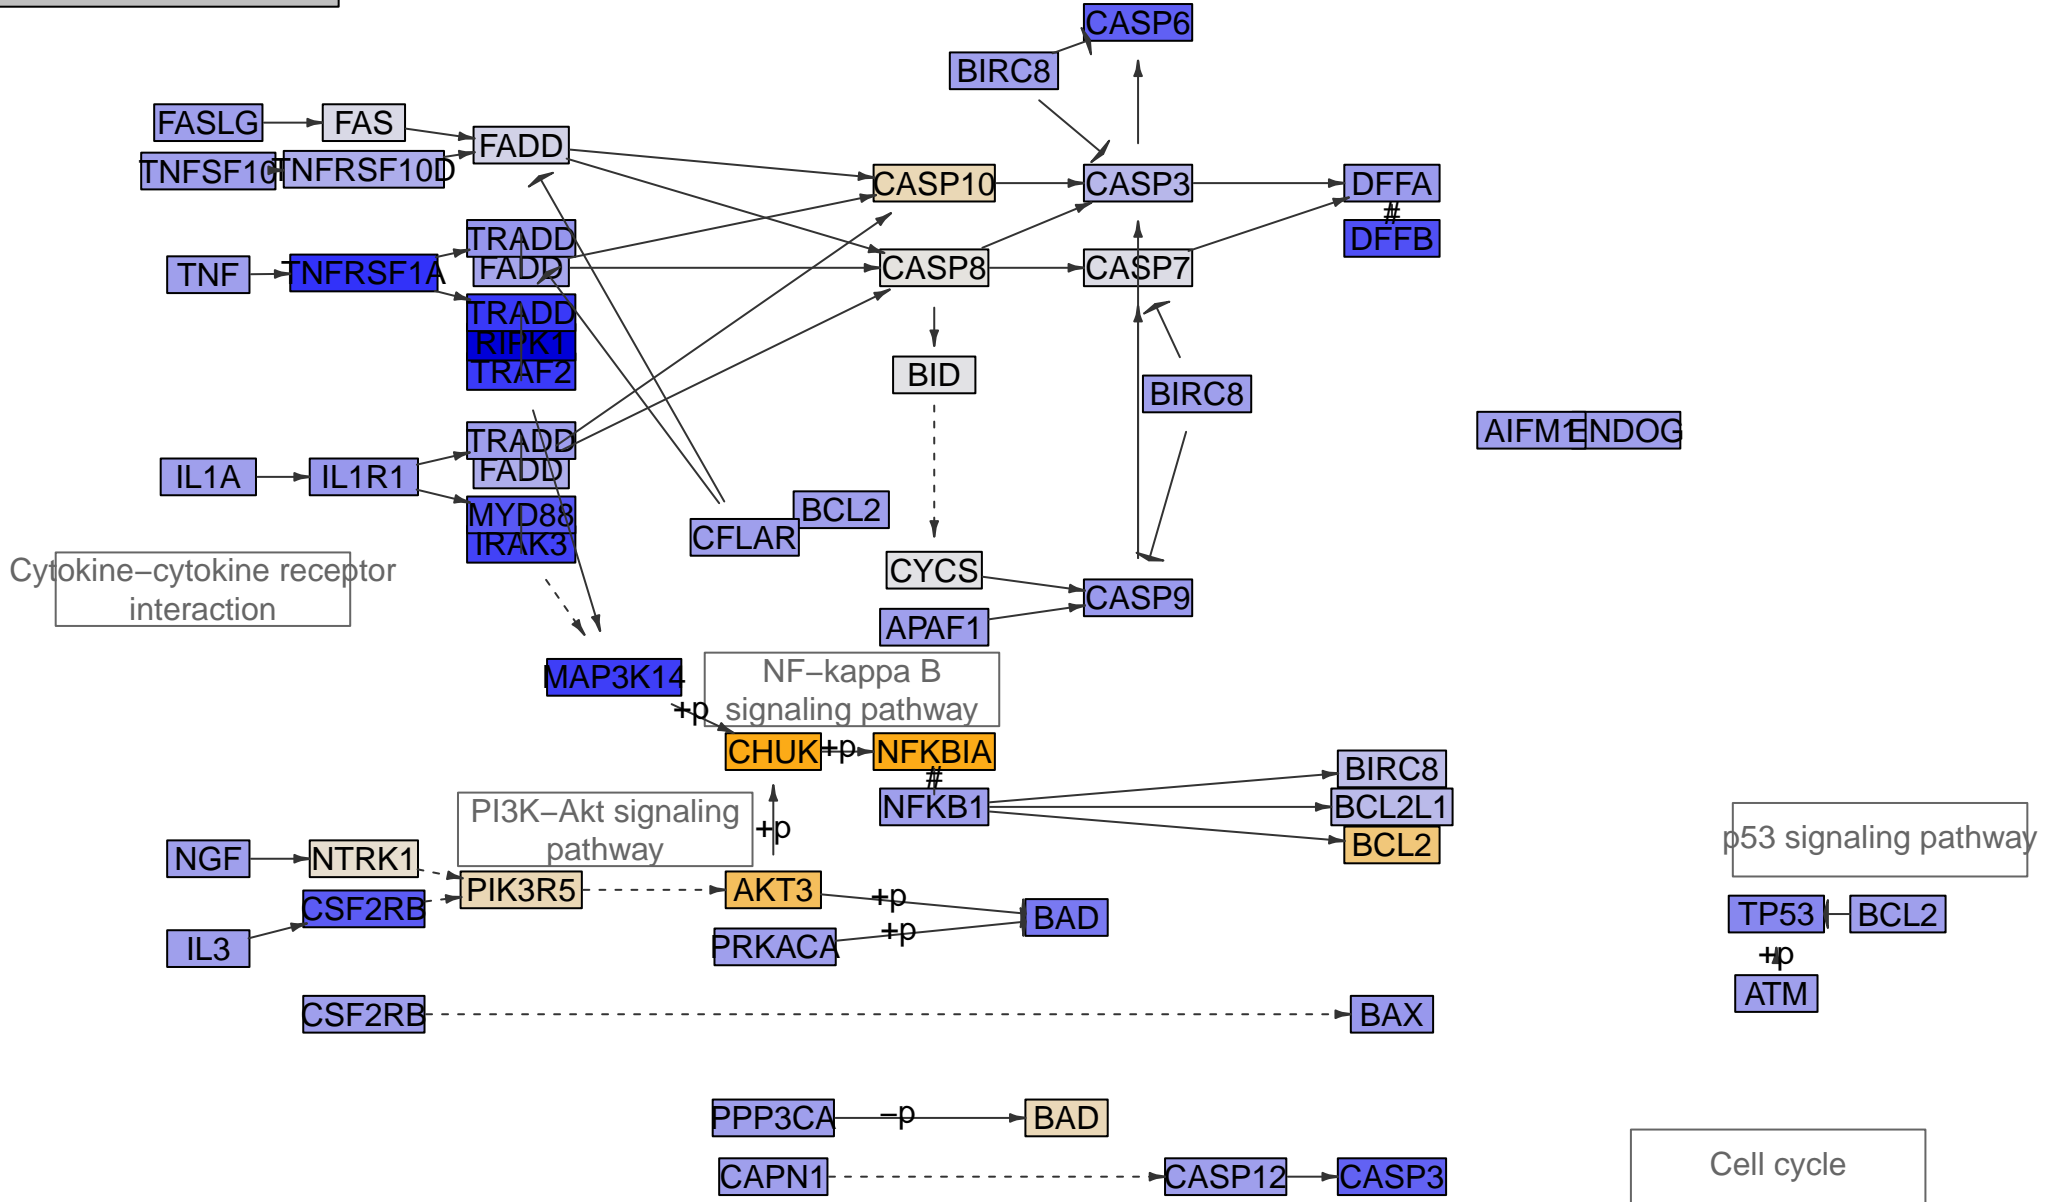 CASP6
BIRC8
FASLG
FAS
FADD
TNFSF10
TNFRSF10D
CASP10
CASP3
DFFA
#
TRADD
DFFB
TNF
TNFRSF1A
FADD
CASP8
CASP7
TRADD
RIPK1
TRAF2
BID
BIRC8
TRADD
AIFM1
ENDOG
IL1A
IL1R1
FADD
MYD88
BCL2
IRAK3
CFLAR
Cytokine–cytokine receptor
interaction
CYCS
CASP9
APAF1
MAP3K14
NF–kappa B
signaling pathway
+p
CHUK
+p
NFKBIA
#
BIRC8
NFKB1
BCL2L1
PI3K–Akt signaling
pathway
+p
BCL2
p53 signaling pathway
NGF
NTRK1
PIK3R5
AKT3
+p
CSF2RB
BAD
TP53
BCL2
IL3
PRKACA
+p
+p
ATM
CSF2RB
BAX
PPP3CA
–p
BAD
CAPN1
CASP12
CASP3
Cell cycle